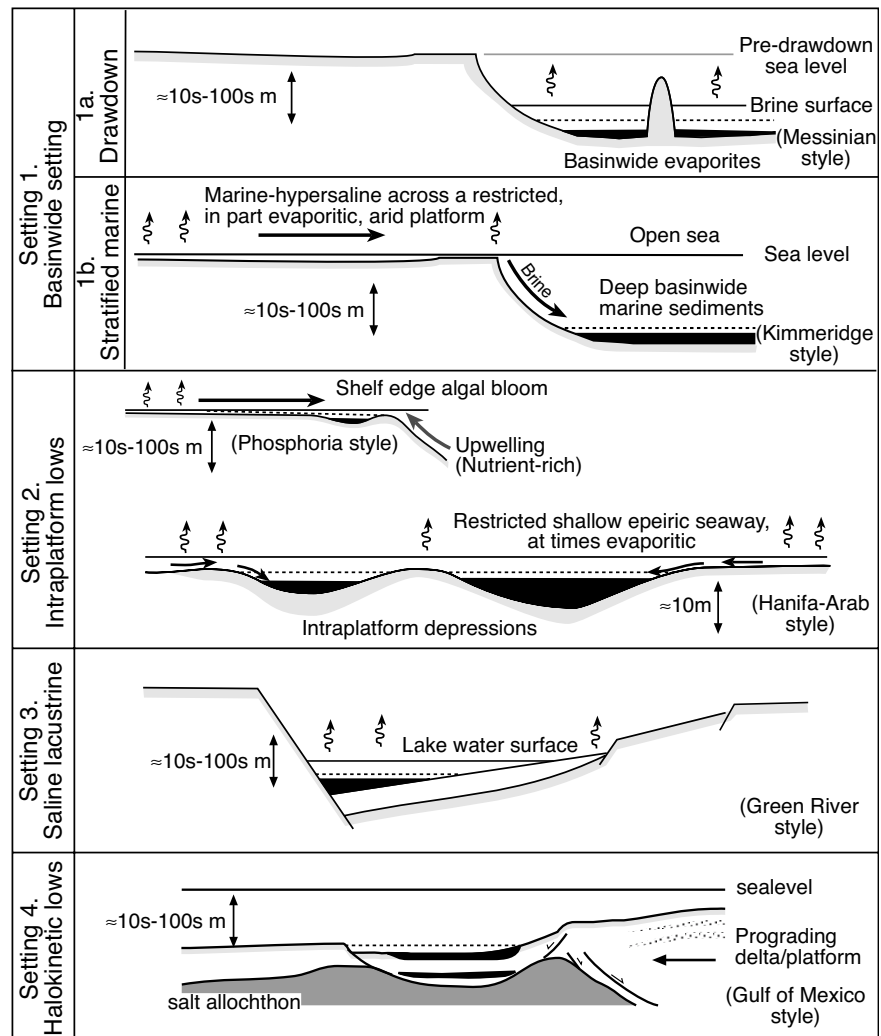 Setting 1.
Basinwide setting
1a.
Drawdown
≈10s-100s m
Pre-drawdown
sea level
Brine surface
(Messinian
style)
Basinwide evaporites
1b.
Stratified marine
Marine-hypersaline across a restricted,
in part evaporitic, arid platform
Open sea
Sea level
≈10s-100s m
Brine
Deep basinwide
marine sediments
(Kimmeridge
style)
Setting 2.
Intraplatform lows
Shelf edge algal bloom
≈10s-100s m
(Phosphoria style)
Upwelling
(Nutrient-rich)
Restricted shallow epeiric seaway,
at times evaporitic
≈10m
(Hanifa-Arab
style)
Intraplatform depressions
Setting 3.
Saline lacustrine
≈10s-100s m
Lake water surface
(Green River
style)
Setting 4.
Halokinetic lows
≈10s-100s m
sealevel
Prograding
delta/platform
salt allochthon
(Gulf of Mexico
style)